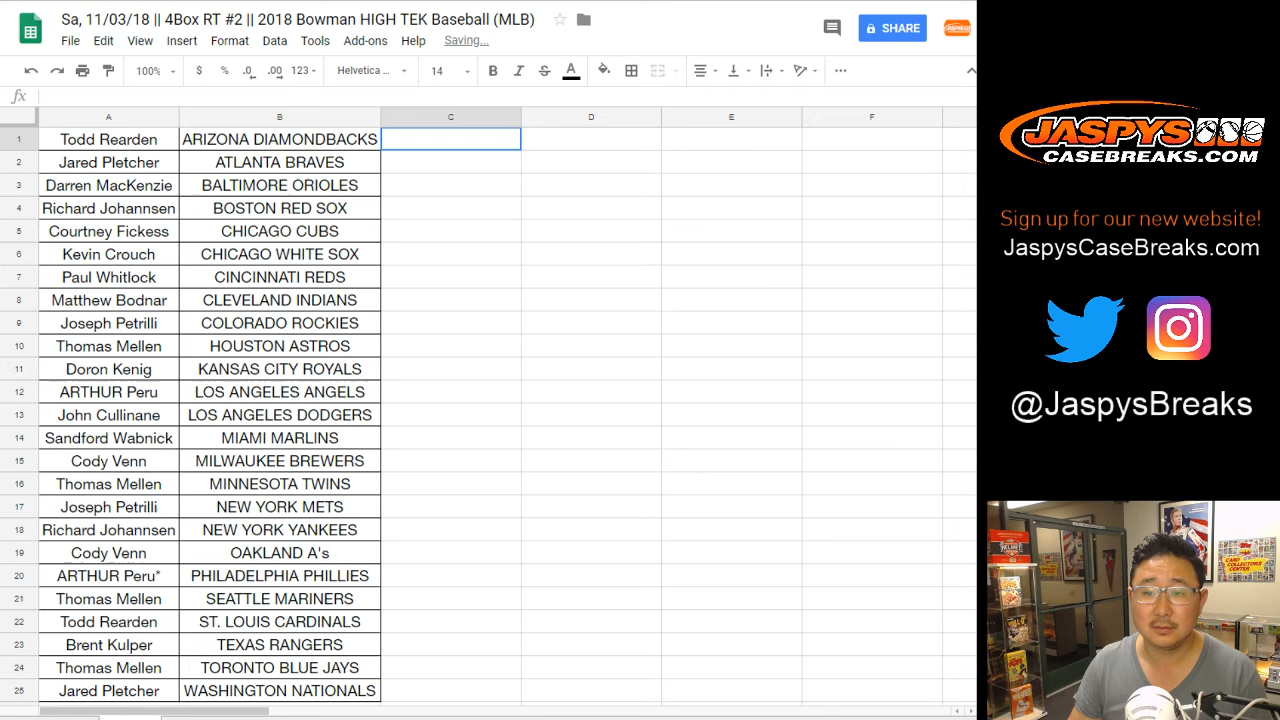 Sa, 11/03/18 || 4Box RT #2 || 2018 Bowman HIGH TEK Baseball (MLB)
File Edit View Insert Format Data Tools Add-ons Help Saving...
SHARE
100% $ % .0 .00 123 Helvetica ... 14 B I S A
fx
A B C D E F
1 Todd Rearden ARIZONA DIAMONDBACKS
2 Jared Pletcher ATLANTA BRAVES
3 Darren MacKenzie BALTIMORE ORIOLES
4 Richard Johannsen BOSTON RED SOX
5 Courtney Fickess CHICAGO CUBS
6 Kevin Crouch CHICAGO WHITE SOX
7 Paul Whitlock CINCINNATI REDS
8 Matthew Bodnar CLEVELAND INDIANS
9 Joseph Petrilli COLORADO ROCKIES
10 Thomas Mellen HOUSTON ASTROS
11 Doron Kenig KANSAS CITY ROYALS
12 ARTHUR Peru LOS ANGELES ANGELS
13 John Cullinane LOS ANGELES DODGERS
14 Sandford Wabnick MIAMI MARLINS
15 Cody Venn MILWAUKEE BREWERS
16 Thomas Mellen MINNESOTA TWINS
17 Joseph Petrilli NEW YORK METS
18 Richard Johannsen NEW YORK YANKEES
19 Cody Venn OAKLAND A's
20 ARTHUR Peru* PHILADELPHIA PHILLIES
21 Thomas Mellen SEATTLE MARINERS
22 Todd Rearden ST. LOUIS CARDINALS
23 Brent Kulper TEXAS RANGERS
24 Thomas Mellen TORONTO BLUE JAYS
25 Jared Pletcher WASHINGTON NATIONALS
JASPYS
CASEBREAKS.COM
Sign up for our new website!
JaspysCaseBreaks.com
@JaspysBreaks